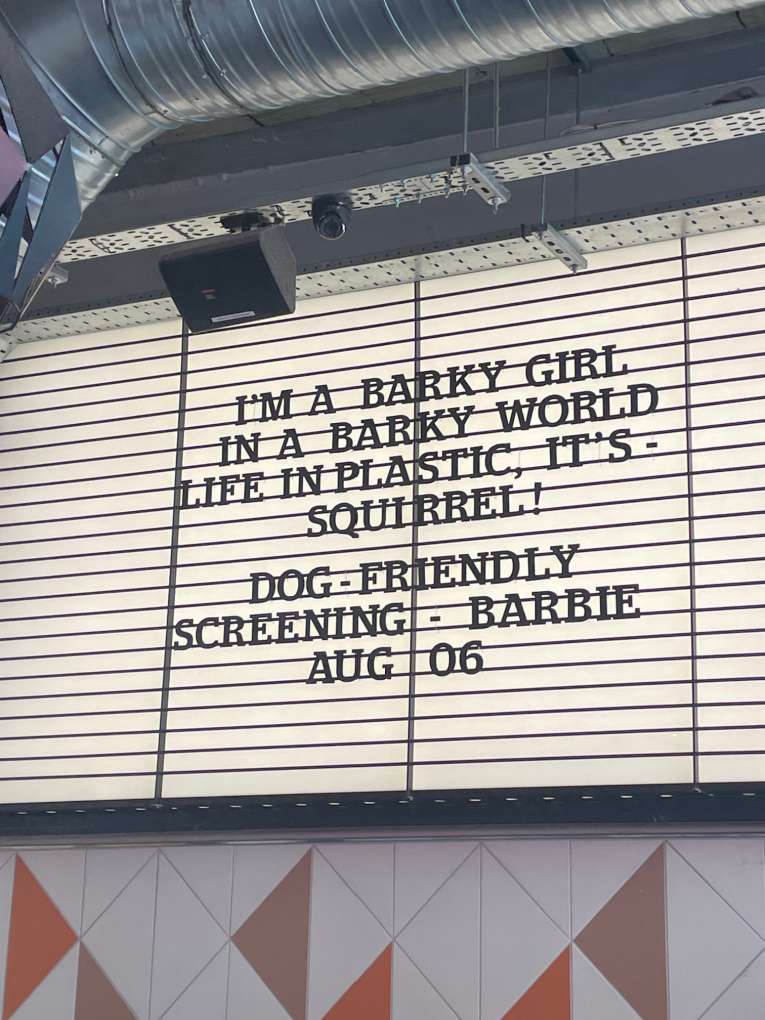 I'M A BARKY GIRL
IN A BARKY WORLD
LIFE IN PLASTIC, IT'S -
SQUIRREL!
DOG-FRIENDLY
SCREENING - BARBIE
AUG 06